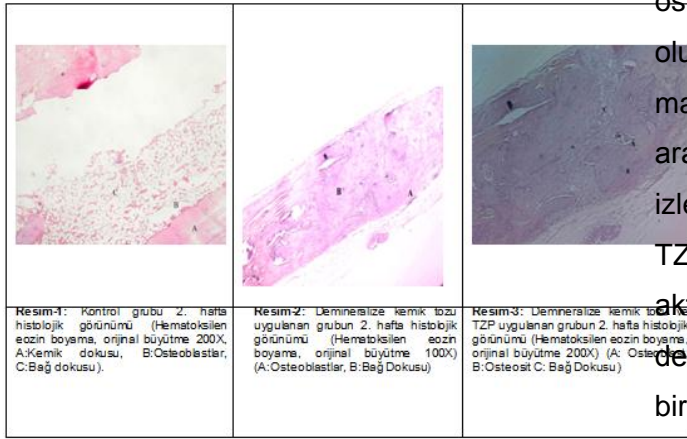 Resim-1: Kontrol grubu 2. hafta
histolojik görünümü (Hematoksilen
eozin boyama, orijinal büyütme 200X,
A:Kemik dokusu, B:Osteoblastlar,
C:Bağ dokusu).
Resim-2: Demineralize kemik tozu
uygulanan grubun 2. hafta histolojik
görünümü (Hematoksilen eozin
boyama, orijinal büyütme 100X)
(A:Osteoblastlar, B:Bağ Dokusu)
Resim-3: Demineralize kemik
TZP uygulanan grubun 2. hafta histolojik
görünümü (Hematoksilen eozin boyama,
orijinal büyütme 200X) (A:
B:Osteosit C: Bağ Dokusu)
C
B
A
B
A
olu
ma
ara
izle
TZ
ak
de
bir